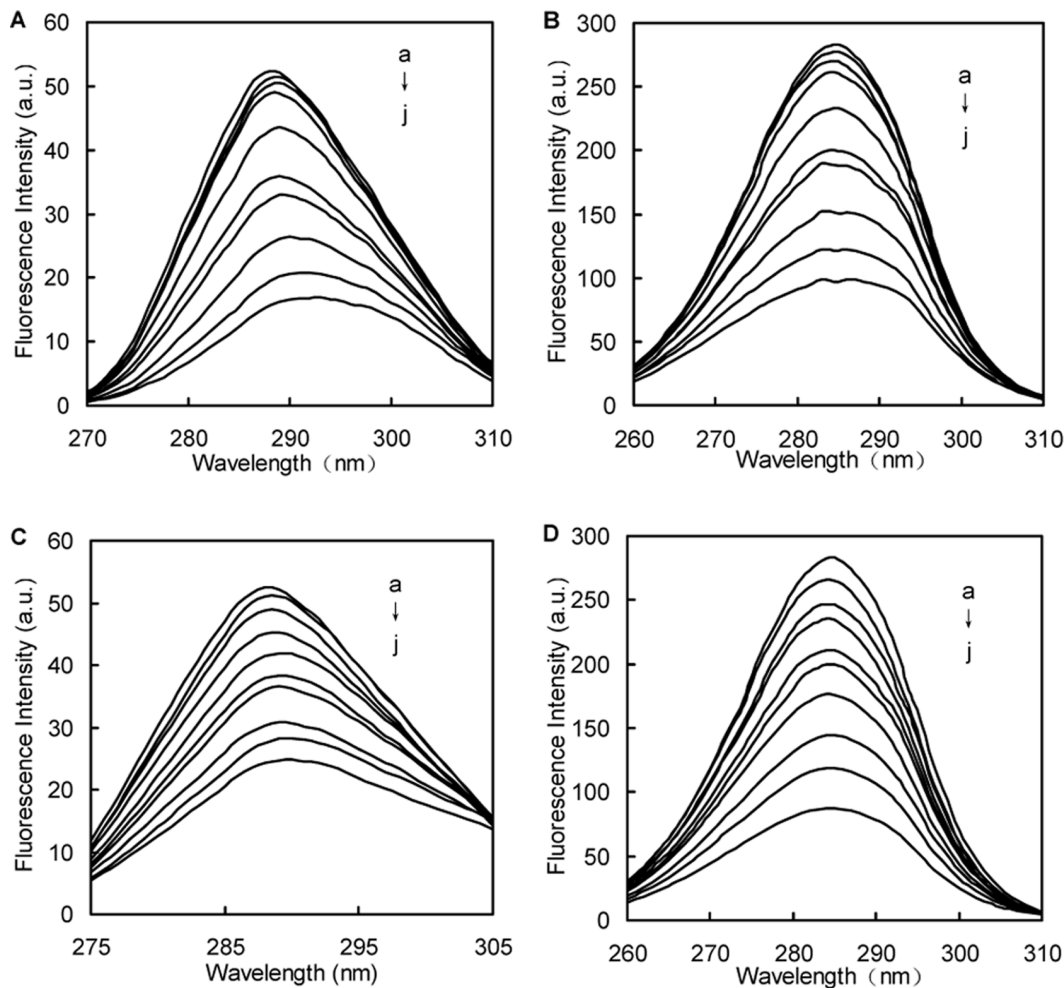 A
Fluorescence Intensity (a.u.)
60
50
40
30
20
10
0
a
j
270 280 290 300 310
Wavelength（nm）
B
Fluorescence Intensity (a.u.)
300
250
200
150
100
50
0
a
j
260 270 280 290 300 310
Wavelength（nm）
C
Fluorescence Intensity (a.u.)
60
50
40
30
20
10
0
a
j
275 285 295 305
Wavelength (nm)
D
Fluorescence Intensity (a.u.)
300
250
200
150
100
50
0
a
j
260 270 280 290 300 310
Wavelength（nm）